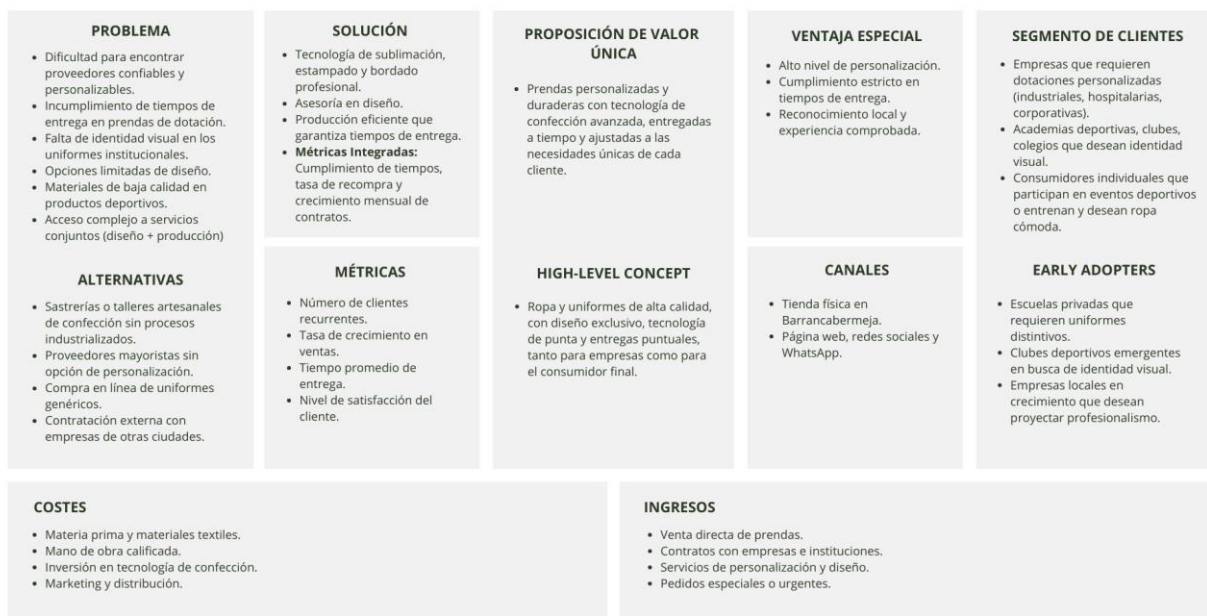 PROBLEMA
• Dificultad para encontrar
proveedores confiables y
personalizables.
• Incumplimiento de tiempos de
entrega en prendas de dotación.
• Falta de identidad visual en los
uniformes institucionales.
• Opciones limitadas de diseño.
• Materiales de baja calidad en
productos deportivos.
• Acceso complejo a servicios
conjuntos (diseño + producción)
ALTERNATIVAS
• Sastrerías o talleres artesanales
de confección sin procesos
industrializados.
• Proveedores mayoristas sin
opción de personalización.
• Compra en línea de uniformes
genéricos.
• Contratación externa con
empresas de otras ciudades.
SOLUCIÓN
• Tecnología de sublimación,
estampado y bordado
profesional.
• Asesoría en diseño.
• Producción eficiente que
garantiza tiempos de entrega.
• Métricas Integradas:
Cumplimiento de tiempos,
tasa de recompra y
crecimiento mensual de
contratos.
MÉTRICAS
• Número de clientes
recurrentes.
• Tasa de crecimiento en
ventas.
• Tiempo promedio de
entrega.
• Nivel de satisfacción del
cliente.
PROPOSICIÓN DE VALOR
ÚNICA
• Prendas personalizadas y
duraderas con tecnología de
confección avanzada, entregadas
a tiempo y ajustadas a las
necesidades únicas de cada
cliente.
HIGH-LEVEL CONCEPT
• Ropa y uniformes de alta calidad,
con diseño exclusivo, tecnología
de punta y entregas puntuales,
tanto para empresas como para
el consumidor final.
VENTAJA ESPECIAL
• Alto nivel de personalización.
• Cumplimiento estricto en
tiempos de entrega.
• Reconocimiento local y
experiencia comprobada.
CANALES
• Tienda física en
Barrancabermeja.
• Página web, redes sociales y
WhatsApp.
SEGMENTO DE CLIENTES
• Empresas que requieren
dotaciones personalizadas
(industriales, hospitalarias,
corporativas).
• Academias deportivas, clubes,
colegios que desean identidad
visual.
• Consumidores individuales que
participan en eventos deportivos
o entrenan y desean ropa
cómoda.
EARLY ADOPTERS
• Escuelas privadas que
requieren uniformes
distintivos.
• Clubes deportivos emergentes
en busca de identidad visual.
• Empresas locales en
crecimiento que desean
proyectar profesionalismo.
COSTES
• Materia prima y materiales textiles.
• Mano de obra calificada.
• Inversión en tecnología de confección.
• Marketing y distribución.
INGRESOS
• Venta directa de prendas.
• Contratos con empresas e instituciones.
• Servicios de personalización y diseño.
• Pedidos especiales o urgentes.